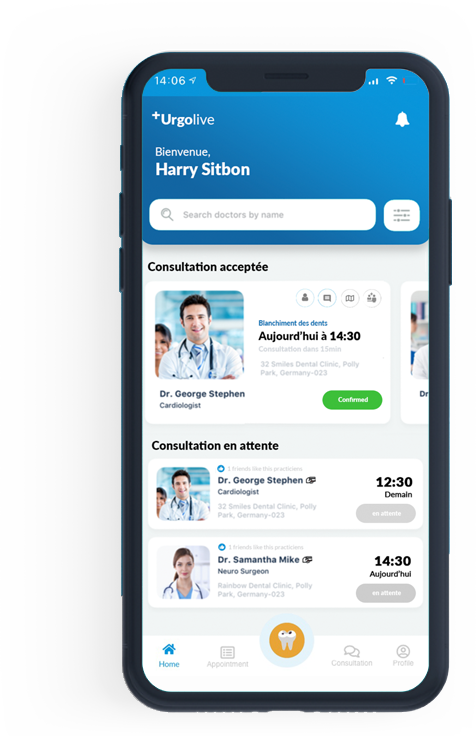 14:06
+Urgolive
Bienvenue,
Harry Sitbon
Search doctors by name
Consultation acceptée
Blanchiment des dents
Aujourd'hui à 14:30
Consultation dans 15min
32 Smiles Dental Clinic, Polly
Park, Germany-023
Dr. George Stephen
Cardiologist
Confirmed
Dr
Consultation en attente
3 friends like this practiciens
Dr. George Stephen
Cardiologist
32 Smiles Dental Clinic, Polly
Park, Germany-023
12:30
Demain
en attente
3 friends like this practiciens
Dr. Samantha Mike
Neuro Surgeon
Rainbow Dental Clinic, Polly
Park, Germany-023
14:30
Aujourd'hui
en attente
Home
Appointment
Consultation
Profile